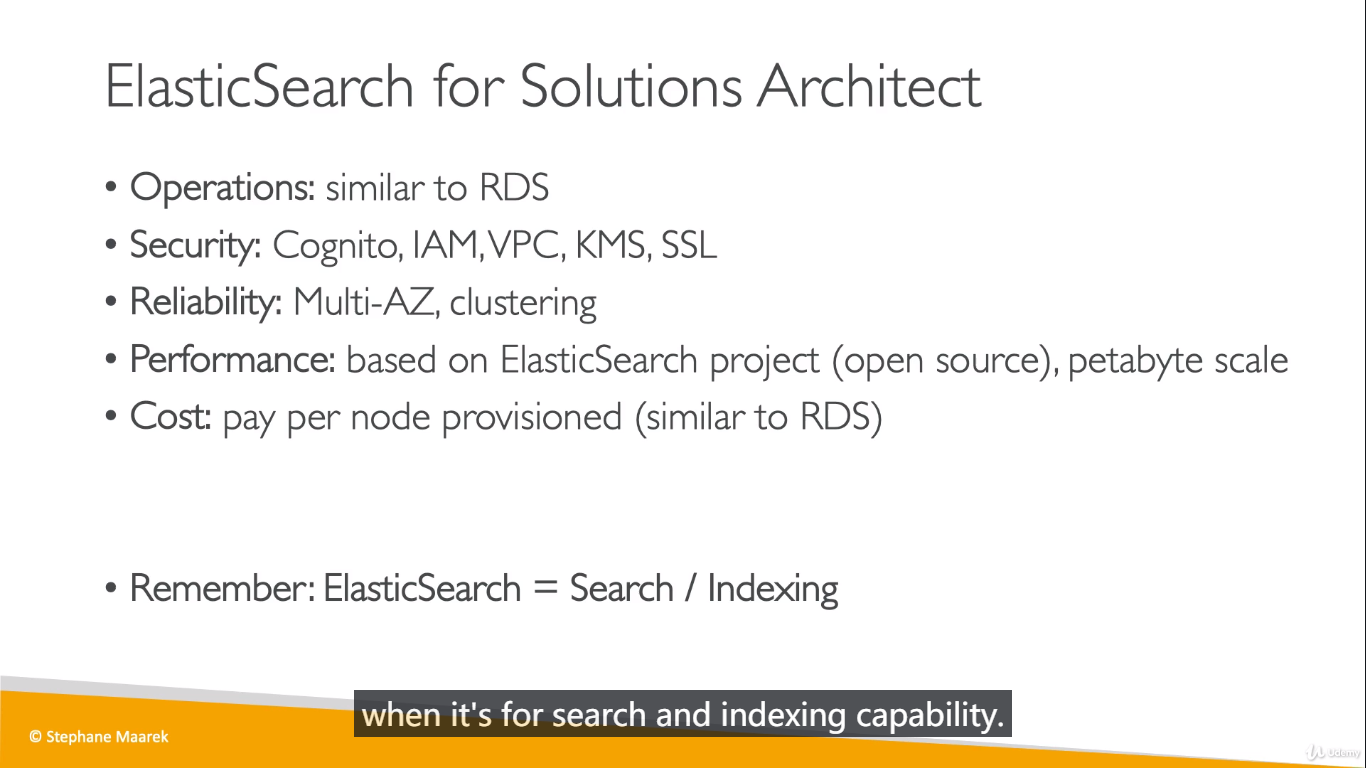 ElasticSearch for Solutions Architect
• Operations: similar to RDS
• Security: Cognito, IAM, VPC, KMS, SSL
• Reliability: Multi-AZ, clustering
• Performance: based on ElasticSearch project (open source), petabyte scale
• Cost: pay per node provisioned (similar to RDS)
• Remember: ElasticSearch = Search / Indexing
when it's for search and indexing capability.
© Stephane Maarek
Udemy